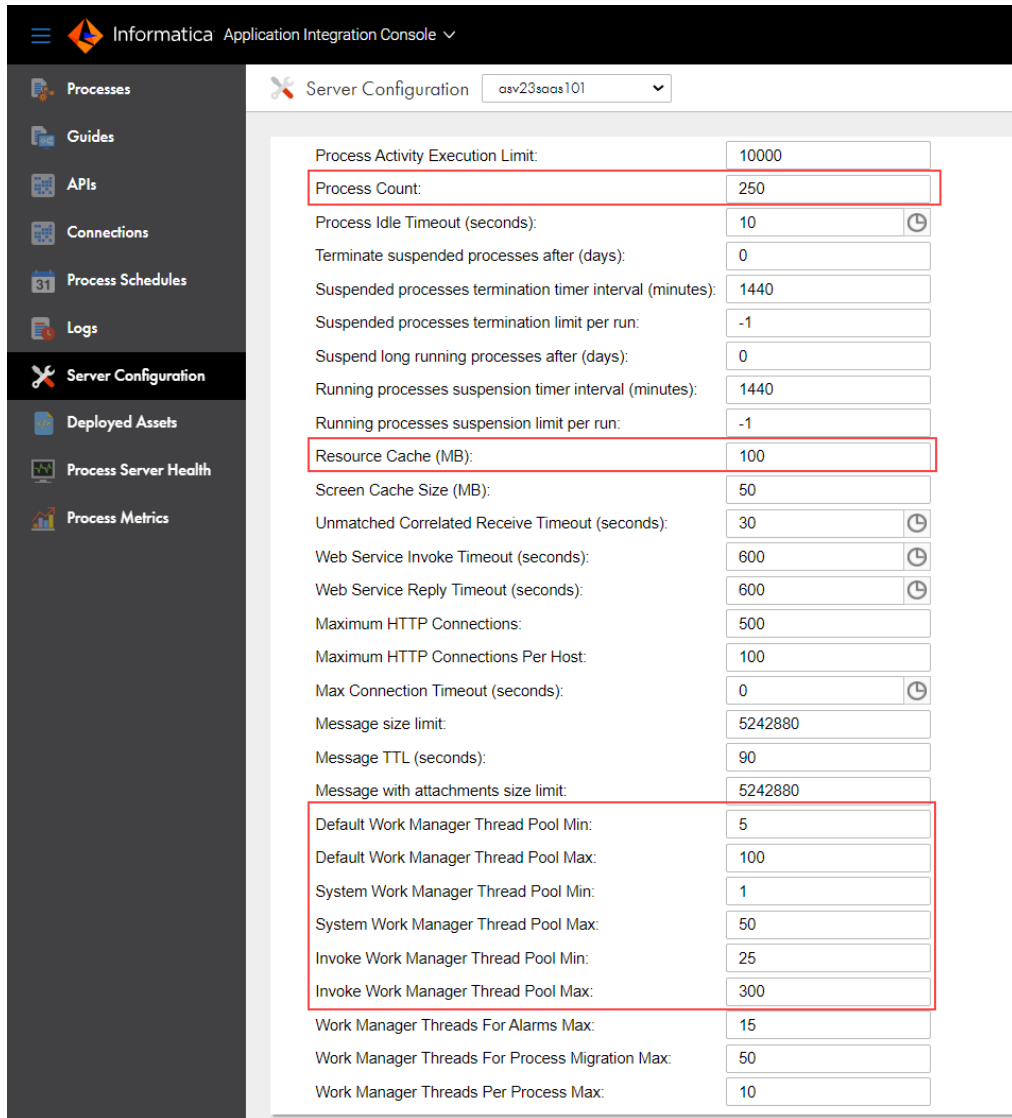 Informatica Application Integration Console
Processes
Guides
APIs
Connections
31 Process Schedules
Logs
Server Configuration
Deployed Assets
Process Server Health
Process Metrics
Server Configuration asv23saas101
Process Activity Execution Limit: 10000
Process Count: 250
Process Idle Timeout (seconds): 10
Terminate suspended processes after (days): 0
Suspended processes termination timer interval (minutes): 1440
Suspended processes termination limit per run: -1
Suspend long running processes after (days): 0
Running processes suspension timer interval (minutes): 1440
Running processes suspension limit per run: -1
Resource Cache (MB): 100
Screen Cache Size (MB): 50
Unmatched Correlated Receive Timeout (seconds): 30
Web Service Invoke Timeout (seconds): 600
Web Service Reply Timeout (seconds): 600
Maximum HTTP Connections: 500
Maximum HTTP Connections Per Host: 100
Max Connection Timeout (seconds): 0
Message size limit: 5242880
Message TTL (seconds): 90
Message with attachments size limit: 5242880
Default Work Manager Thread Pool Min: 5
Default Work Manager Thread Pool Max: 100
System Work Manager Thread Pool Min: 1
System Work Manager Thread Pool Max: 50
Invoke Work Manager Thread Pool Min: 25
Invoke Work Manager Thread Pool Max: 300
Work Manager Threads For Alarms Max: 15
Work Manager Threads For Process Migration Max: 50
Work Manager Threads Per Process Max: 10